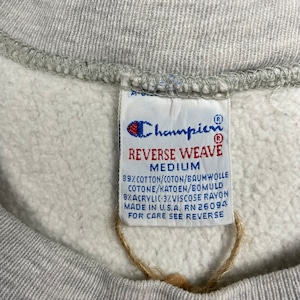 Champion®
REVERSE WEAVE®
MEDIUM
89% COTTON/COTON/BAUMWOLLE
COTONE/KATOEN/BOMULD
8% ACRYLIC·3% VISCOSE RAYON
MADE IN U.S.A. RN 26094
FOR CARE SEE REVERSE